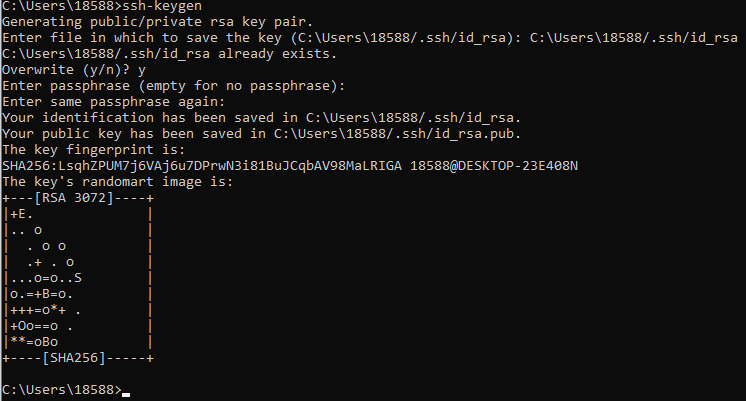 C:\Users\18588>ssh-keygen
Generating public/private rsa key pair.
Enter file in which to save the key (C:\Users\18588/.ssh/id_rsa): C:\Users\18588/.ssh/id_rsa
C:\Users\18588/.ssh/id_rsa already exists.
Overwrite (y/n)? y
Enter passphrase (empty for no passphrase):
Enter same passphrase again:
Your identification has been saved in C:\Users\18588/.ssh/id_rsa.
Your public key has been saved in C:\Users\18588/.ssh/id_rsa.pub.
The key fingerprint is:
SHA256:LsqhZPUM7j6VAj6u7DPrwN3i81BuJCqbAV98MaLRIGA 18588@DESKTOP-23E408N
The key's randomart image is:
+---[RSA 3072]----+
|+E.              |
|.. o             |
|  . o o          |
|  .+ . o         |
|...o=o..S        |
|o.=+B=o.         |
|+++=o*+ .        |
|+Oo==o .         |
|**=oBo           |
+----[SHA256]-----+
C:\Users\18588>